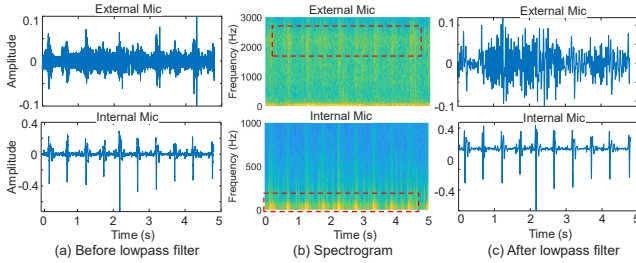 External Mic
External Mic
External Mic
Amplitude
0.1
0
-0.1
Frequency (Hz)
3000
2000
1000
0
0.1
0
-0.1
Internal Mic
Internal Mic
Internal Mic
Amplitude
0.4
0
-0.4
Frequency (Hz)
1000
500
0
0.4
0
-0.4
0 1 2 3 4 5
0 1 2 3 4 5
0 1 2 3 4 5
Time (s)
Time (s)
Time (s)
(a) Before lowpass filter
(b) Spectrogram
(c) After lowpass filter